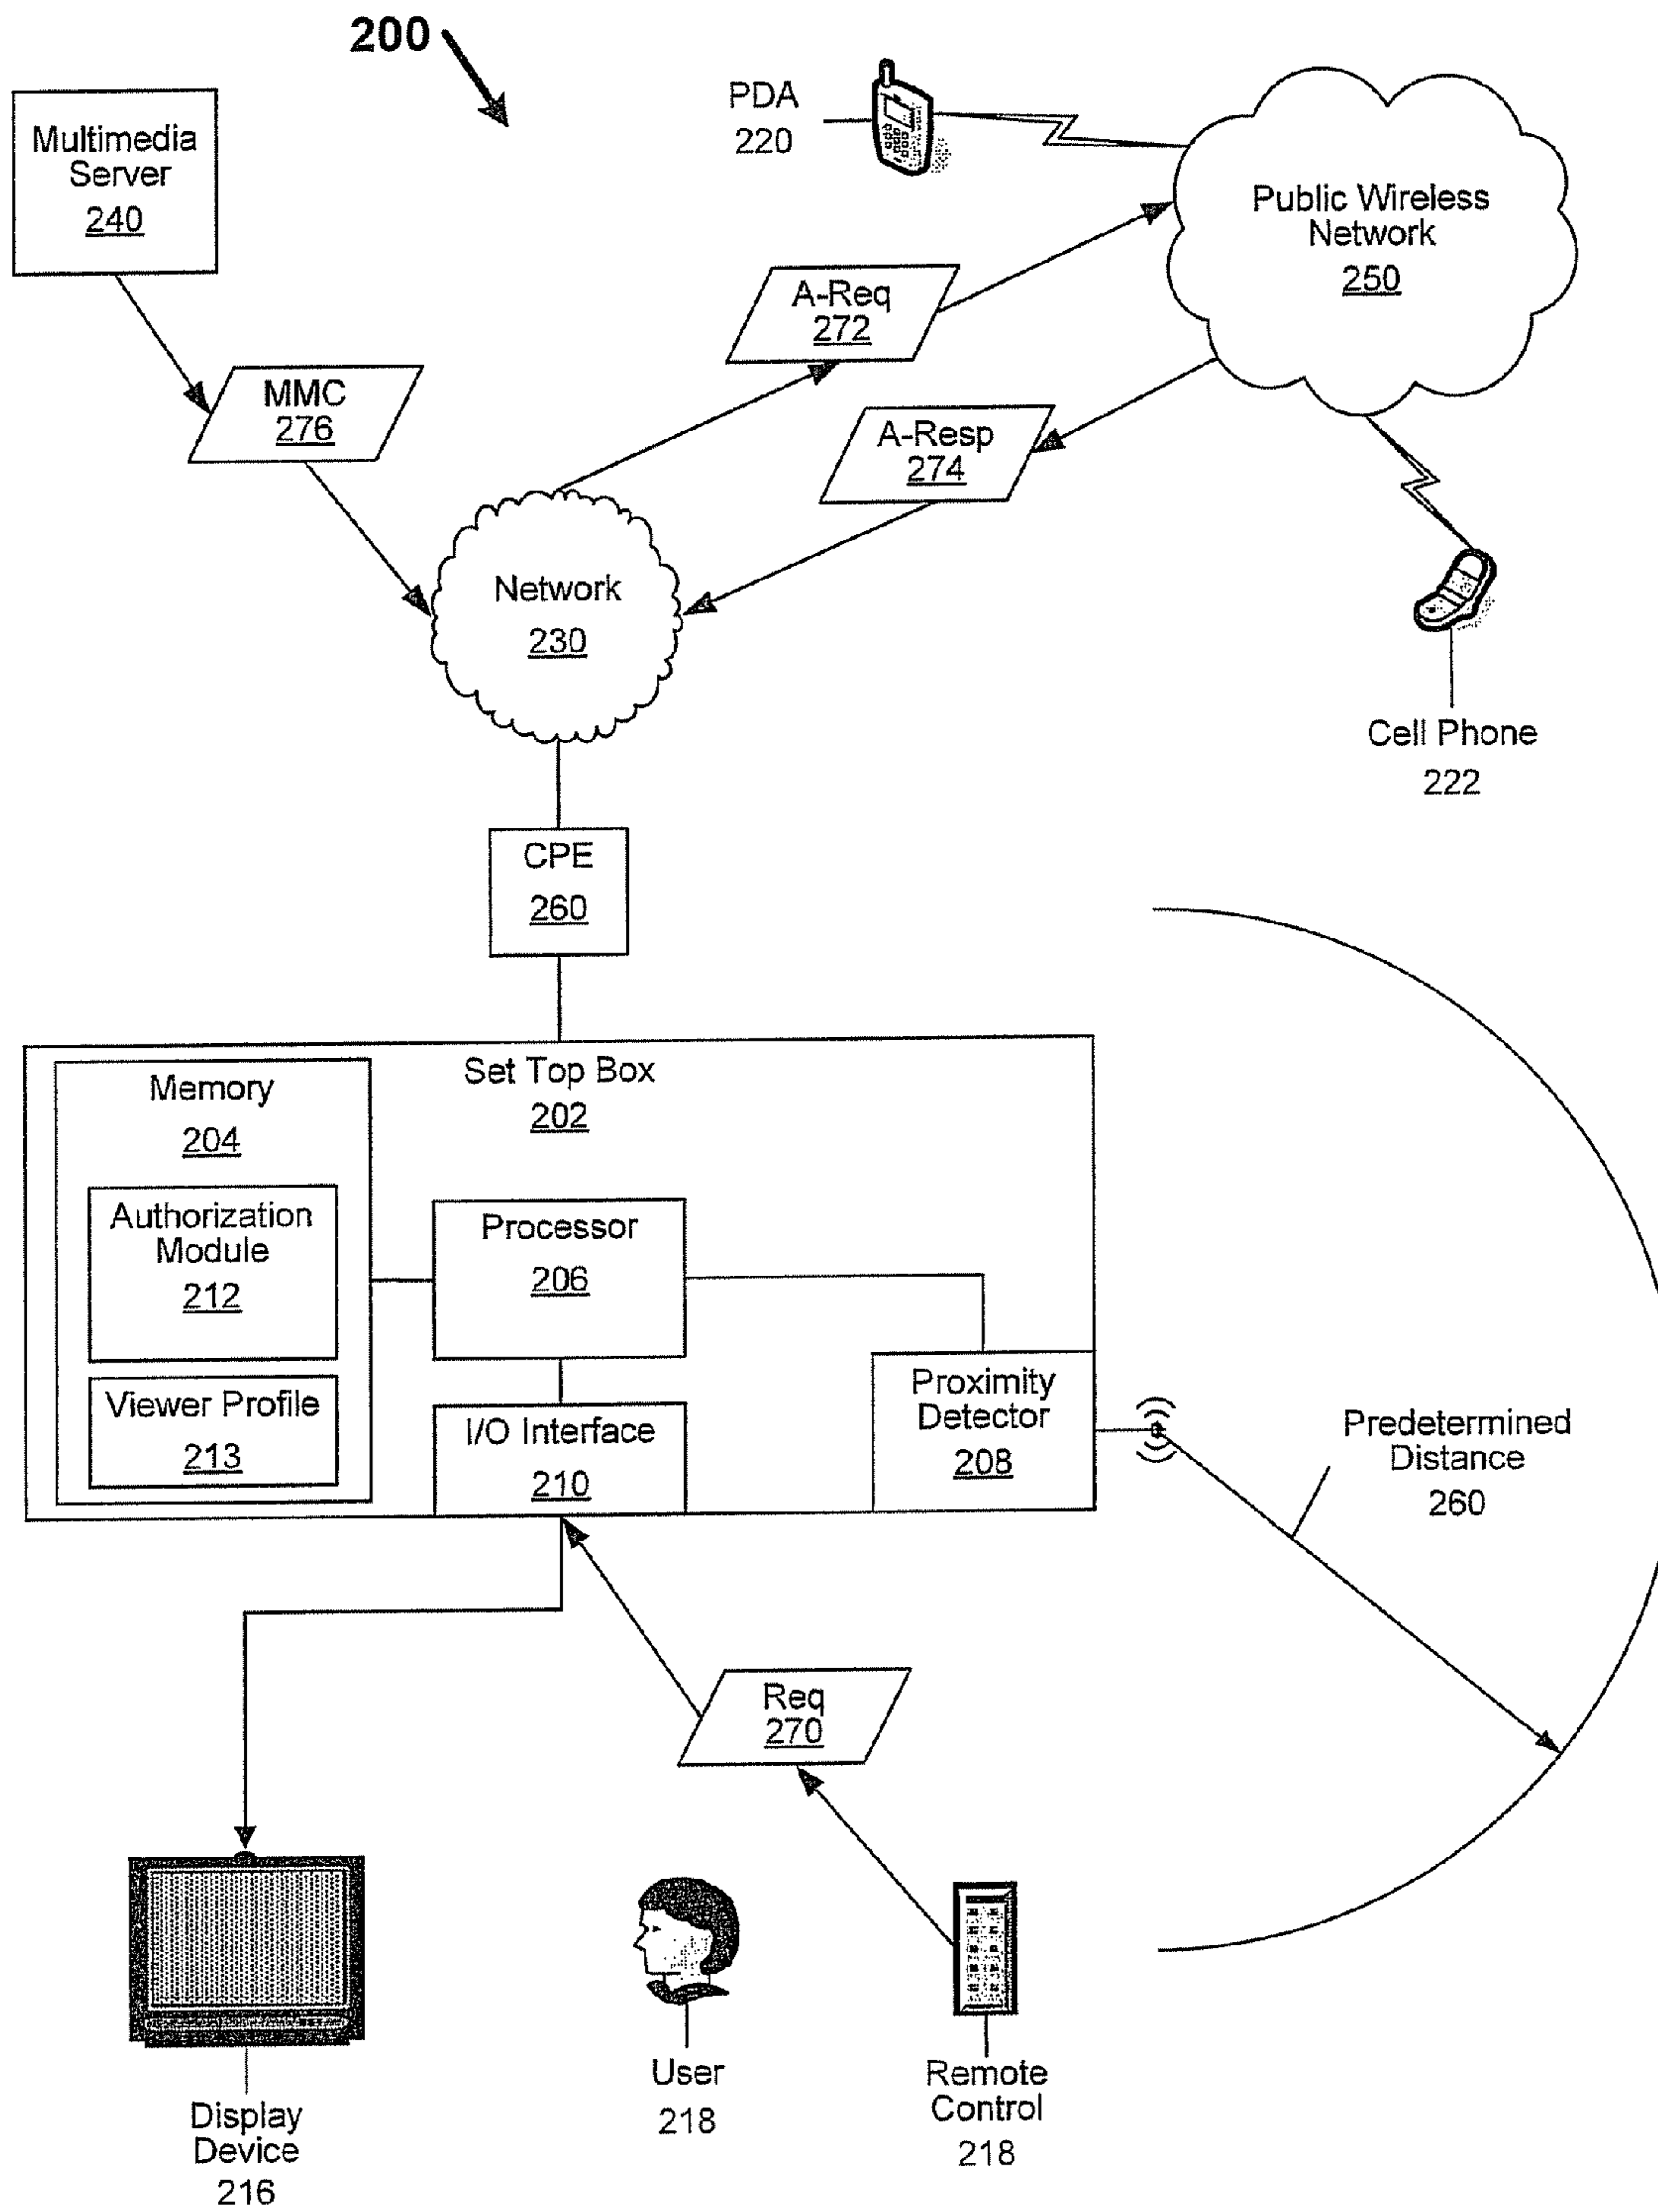 200
Multimedia
Server
240
PDA
220
Public Wireless
Network
250
A-Req
272
MMC
276
A-Resp
274
Network
230
Cell Phone
222
CPE
260
Set Top Box
202
Memory
204
Authorization
Module
212
Viewer Profile
213
Processor
206
I/O Interface
210
Proximity
Detector
208
Predetermined
Distance
260
Req
270
Display
Device
216
User
218
Remote
Control
218